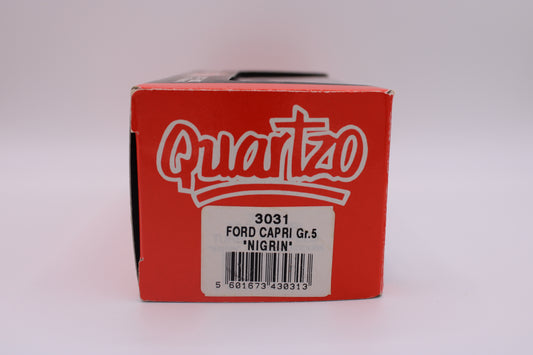 Quartzo
3031
FORD CAPRI Gr.5
"NIGRIN"
5 601673 430313